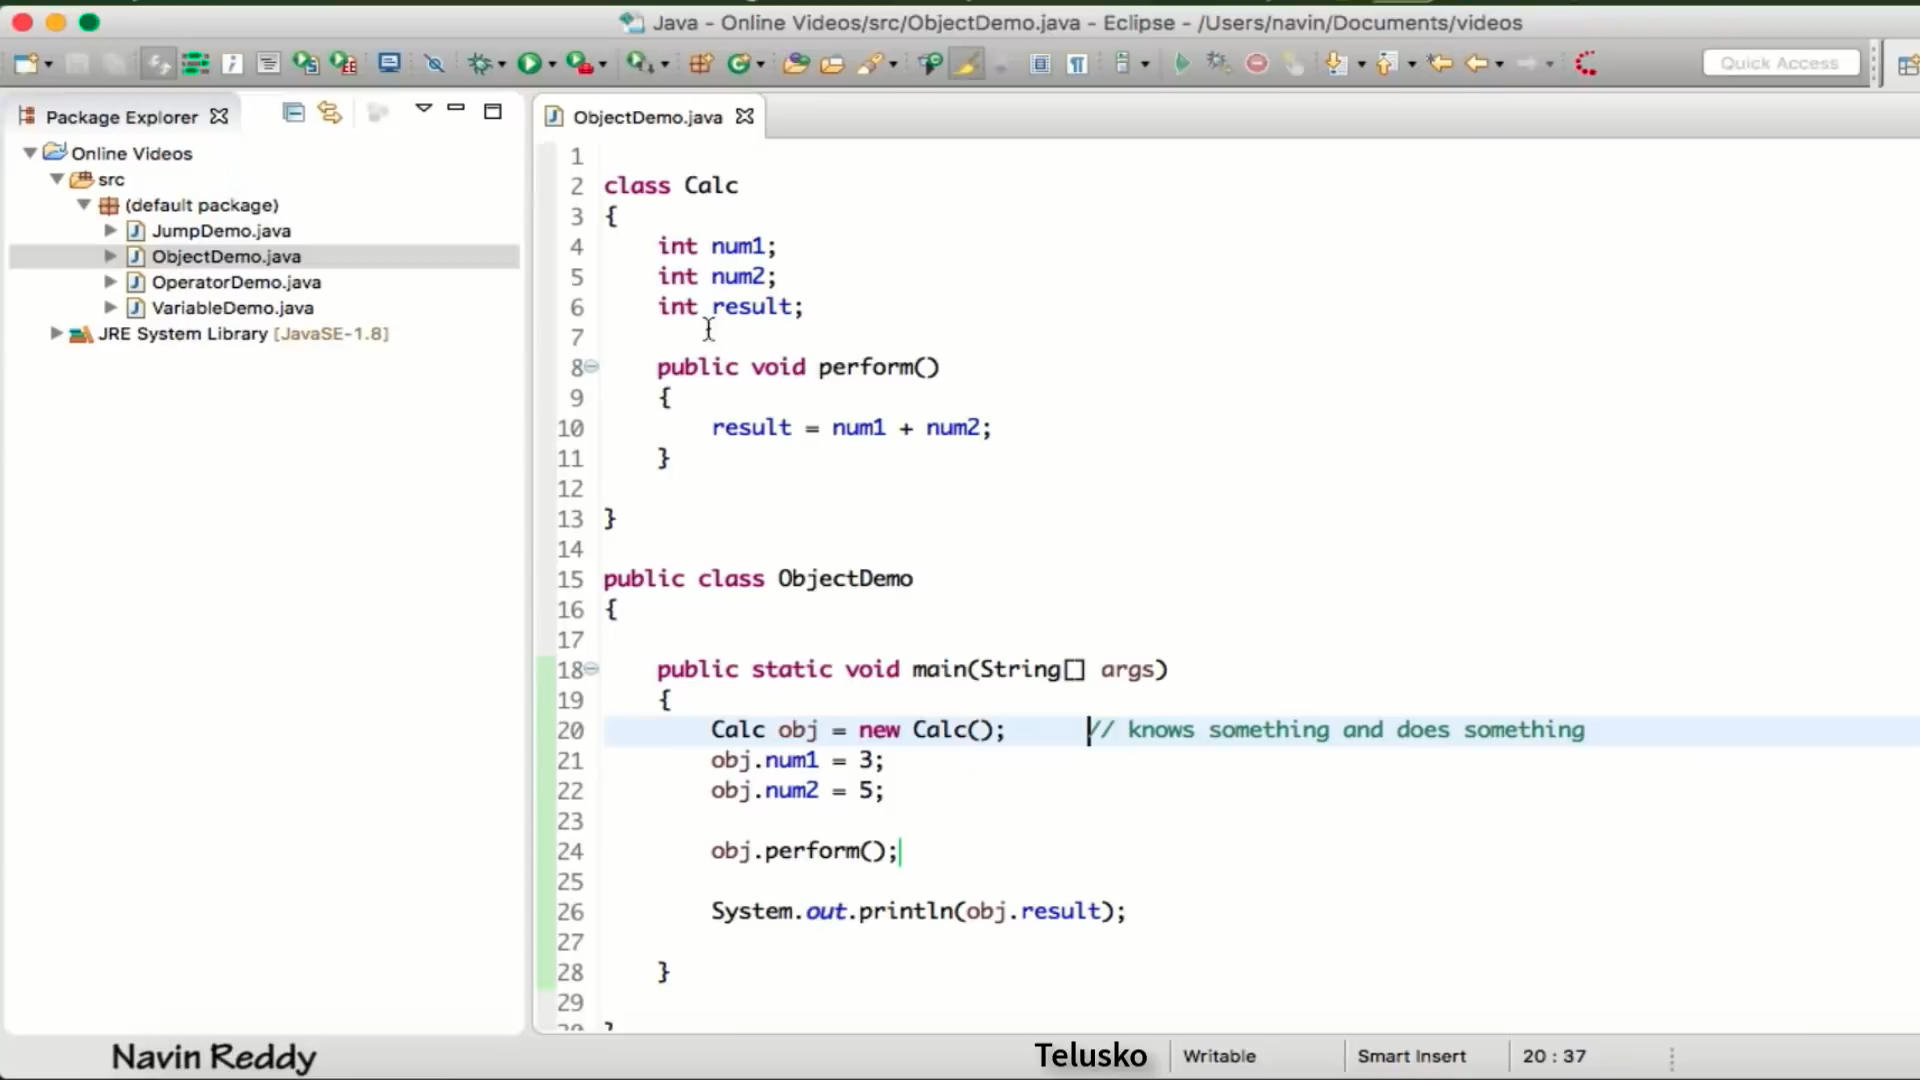 Java - Online Videos/src/ObjectDemo.java - Eclipse - /Users/navin/Documents/videos
Quick Access
Package Explorer
ObjectDemo.java
Online Videos
src
(default package)
JumpDemo.java
ObjectDemo.java
OperatorDemo.java
VariableDemo.java
JRE System Library [JavaSE-1.8]
1
2 class Calc
3 {
4 int num1;
5 int num2;
6 int result;
7
8 public void perform()
9 {
10 result = num1 + num2;
11 }
12
13 }
14
15 public class ObjectDemo
16 {
17
18 public static void main(String[] args)
19 {
20 Calc obj = new Calc(); // knows something and does something
21 obj.num1 = 3;
22 obj.num2 = 5;
23
24 obj.perform();
25
26 System.out.println(obj.result);
27
28 }
29
Navin Reddy
Telusko
Writable
Smart Insert
20 : 37